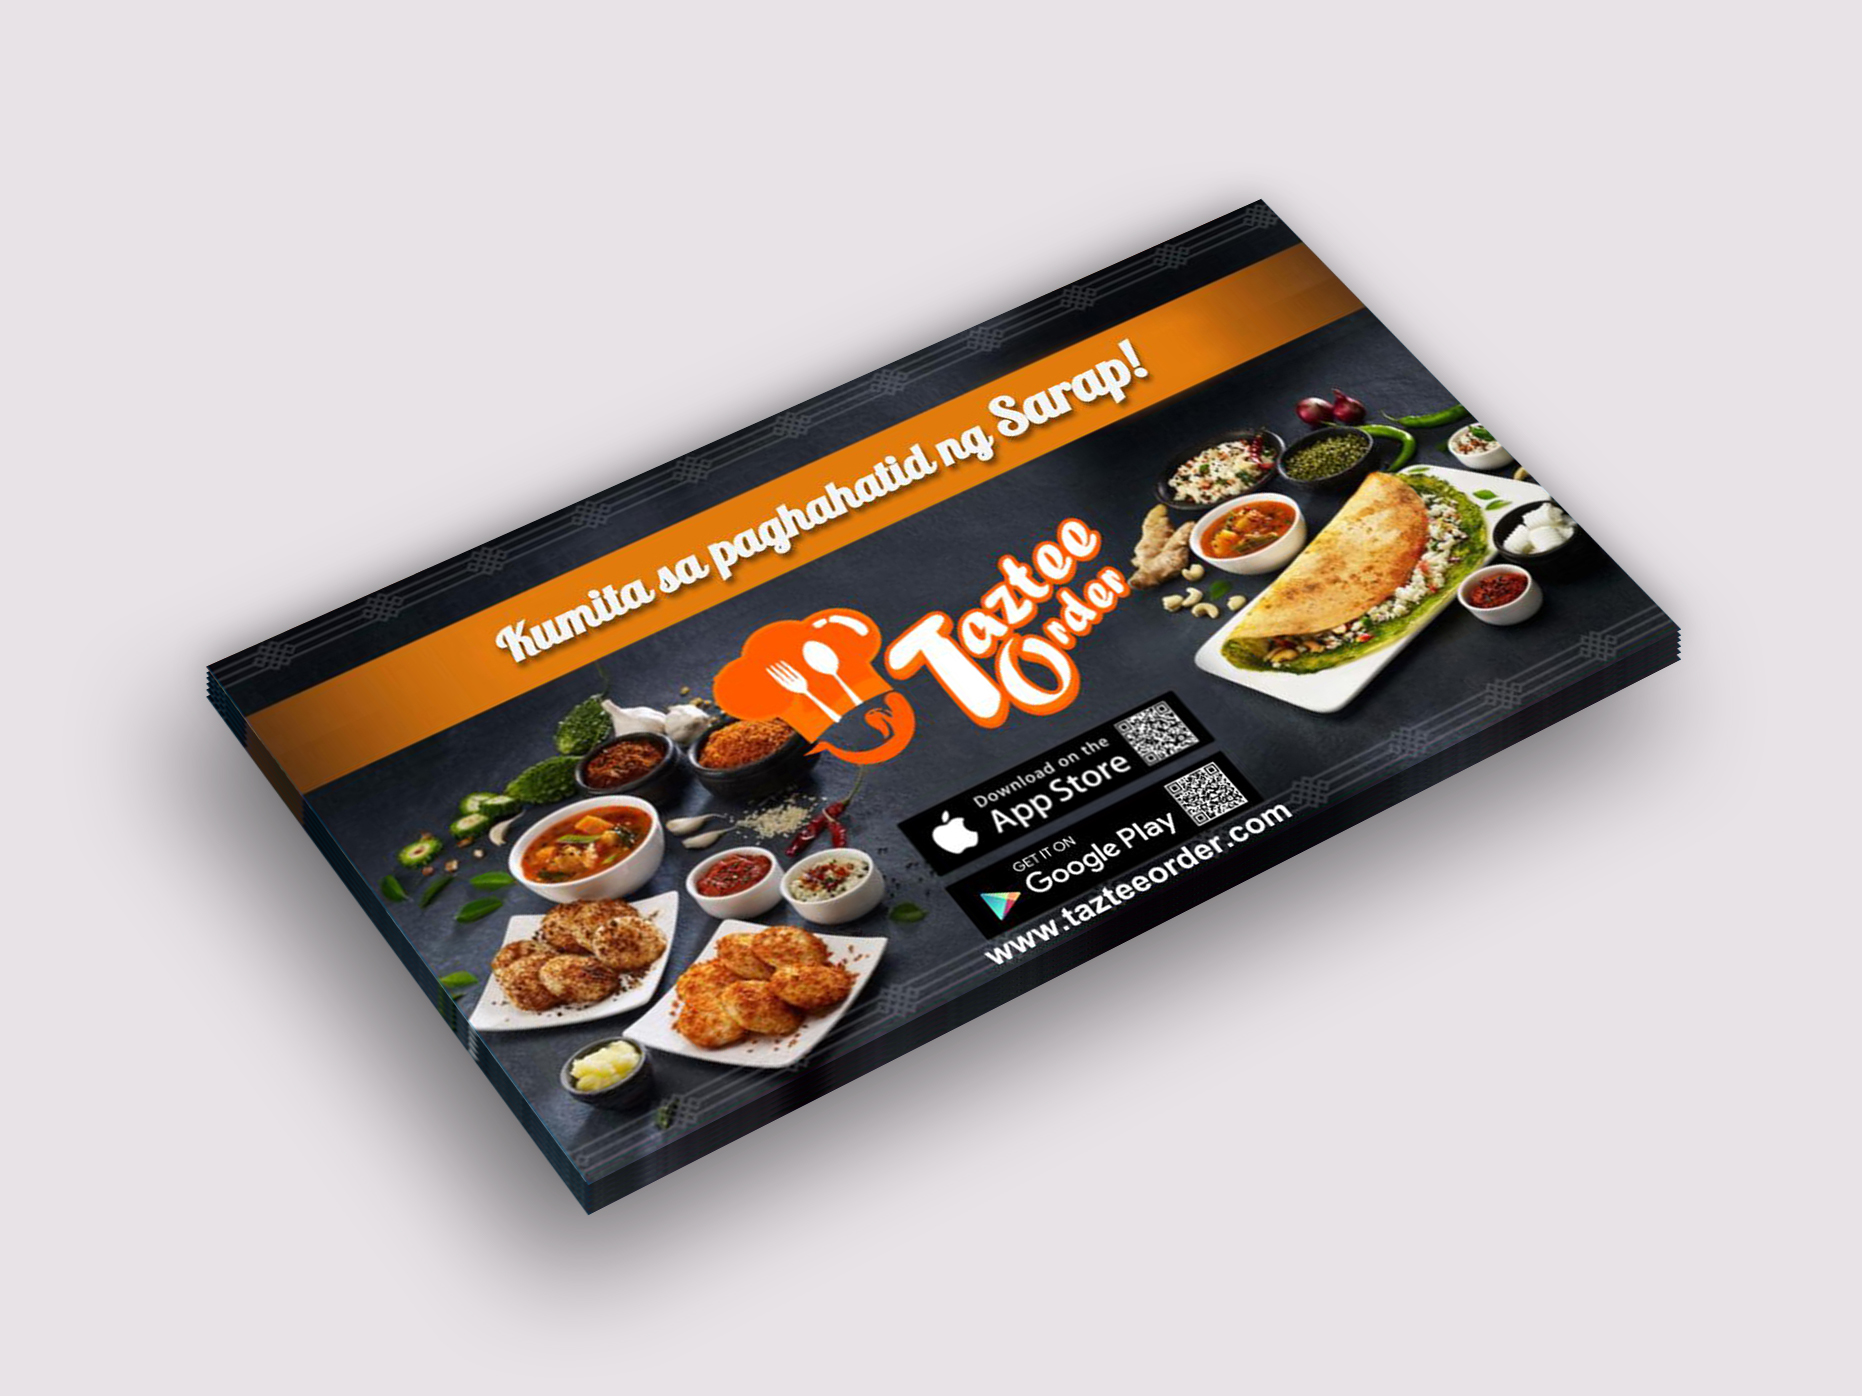 Kumita sa paghahatid ng Sarap!
Taztee
Order
Download on the
App Store
GET IT ON
Google Play
www.tazteeorder.com